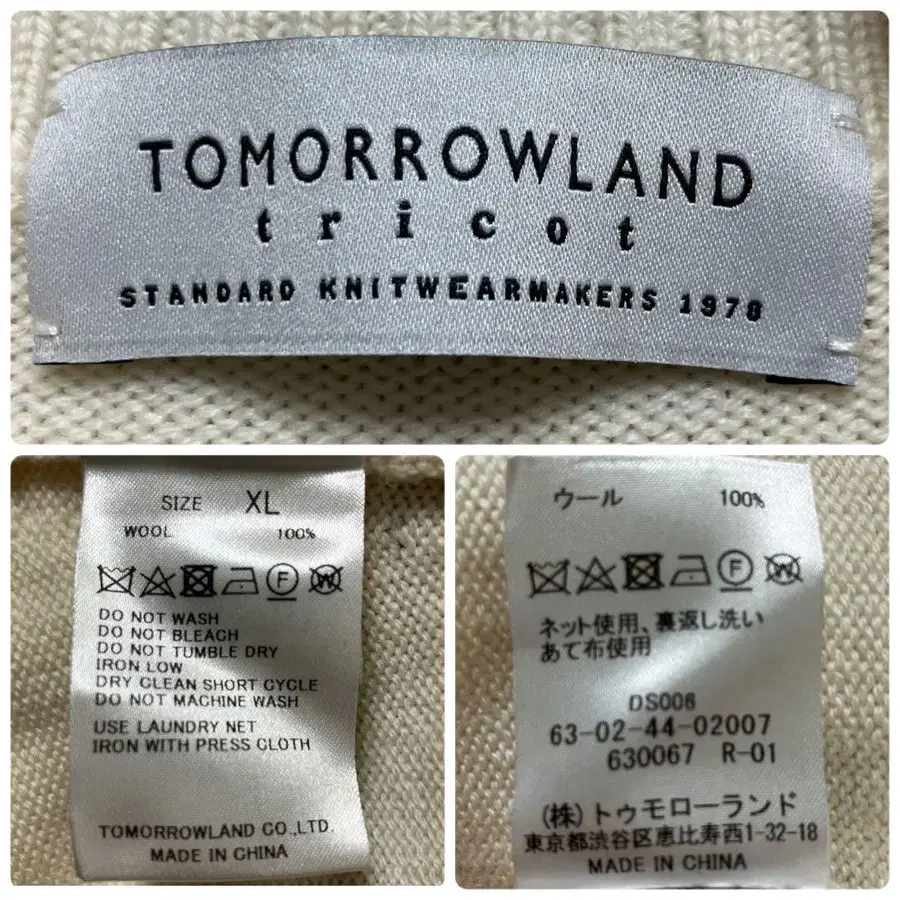 TOMORROWLAND
tricot
STANDARD KNITWEARMAKERS 1978
SIZE XL
WOOL 100%
F W
DO NOT WASH
DO NOT BLEACH
DO NOT TUMBLE DRY
IRON LOW
DRY CLEAN SHORT CYCLE
DO NOT MACHINE WASH
USE LAUNDRY NET
IRON WITH PRESS CLOTH
TOMORROWLAND CO.,LTD.
MADE IN CHINA
ウール 100%
F W
ネット使用、裏返し洗い
あて布使用
DS006
63-02-44-02007
630067 R-01
(株)トゥモローランド
東京都渋谷区恵比寿西1-32-18
MADE IN CHINA